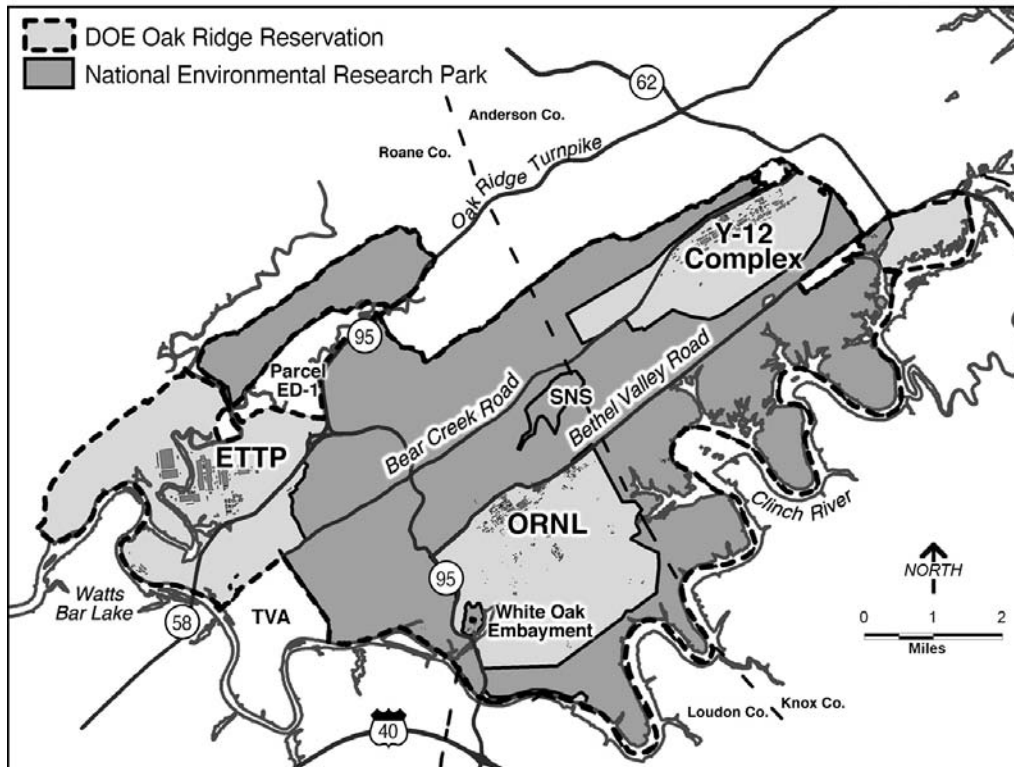 DOE Oak Ridge Reservation
National Environmental Research Park
62
Anderson Co.
Roane Co.
Oak Ridge Turnpike
Y-12
Complex
95
Parcel
ED-1
SNS
Bear Creek Road
Bethel Valley Road
ETTP
ORNL
Clinch River
NORTH
95
Watts
Bar Lake
58
TVA
White Oak
Embayment
0 1 2
Miles
Loudon Co.
Knox Co.
40